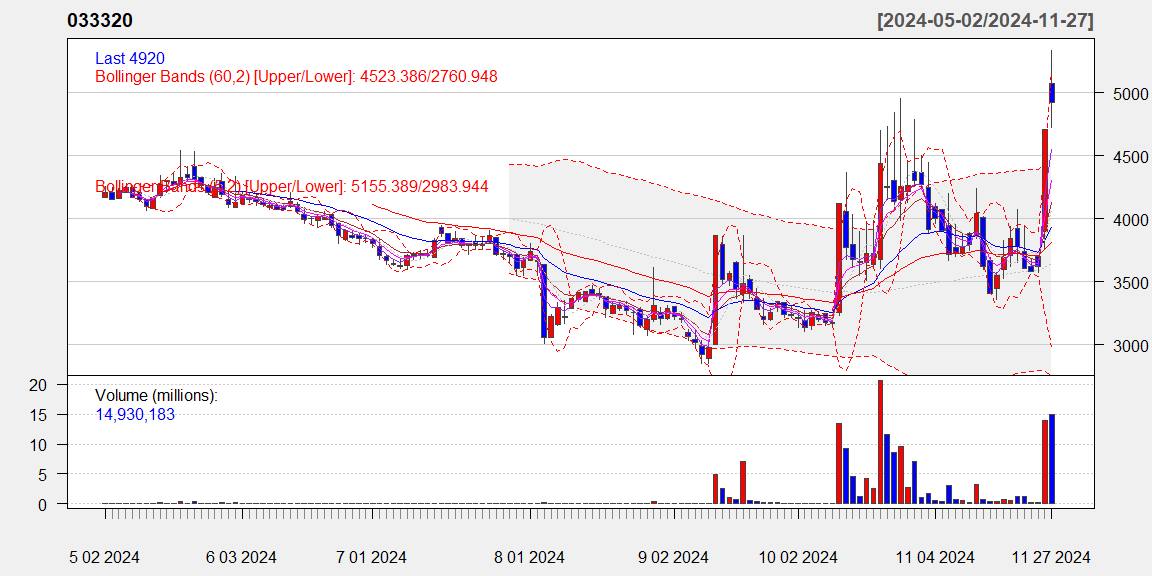 033320 [2024-05-02/2024-11-27]
Last 4920
Bollinger Bands (60,2) [Upper/Lower]: 4523.386/2760.948
5000
4500
Bollinger Bands ( ,2) [Upper/Lower]: 5155.389/2983.944
4000
3500
3000
20
Volume (millions):
14,930,183
15
10
5
0
5 02 2024 6 03 2024 7 01 2024 8 01 2024 9 02 2024 10 02 2024 11 04 2024 11 27 2024